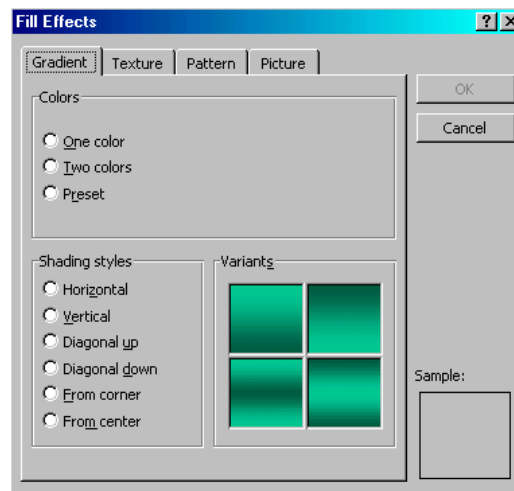 Fill Effects
Gradient Texture Pattern Picture
OK
Cancel
Colors
One color
Two colors
Preset
Shading styles
Horizontal
Vertical
Diagonal up
Diagonal down
From corner
From center
Variants
Sample: